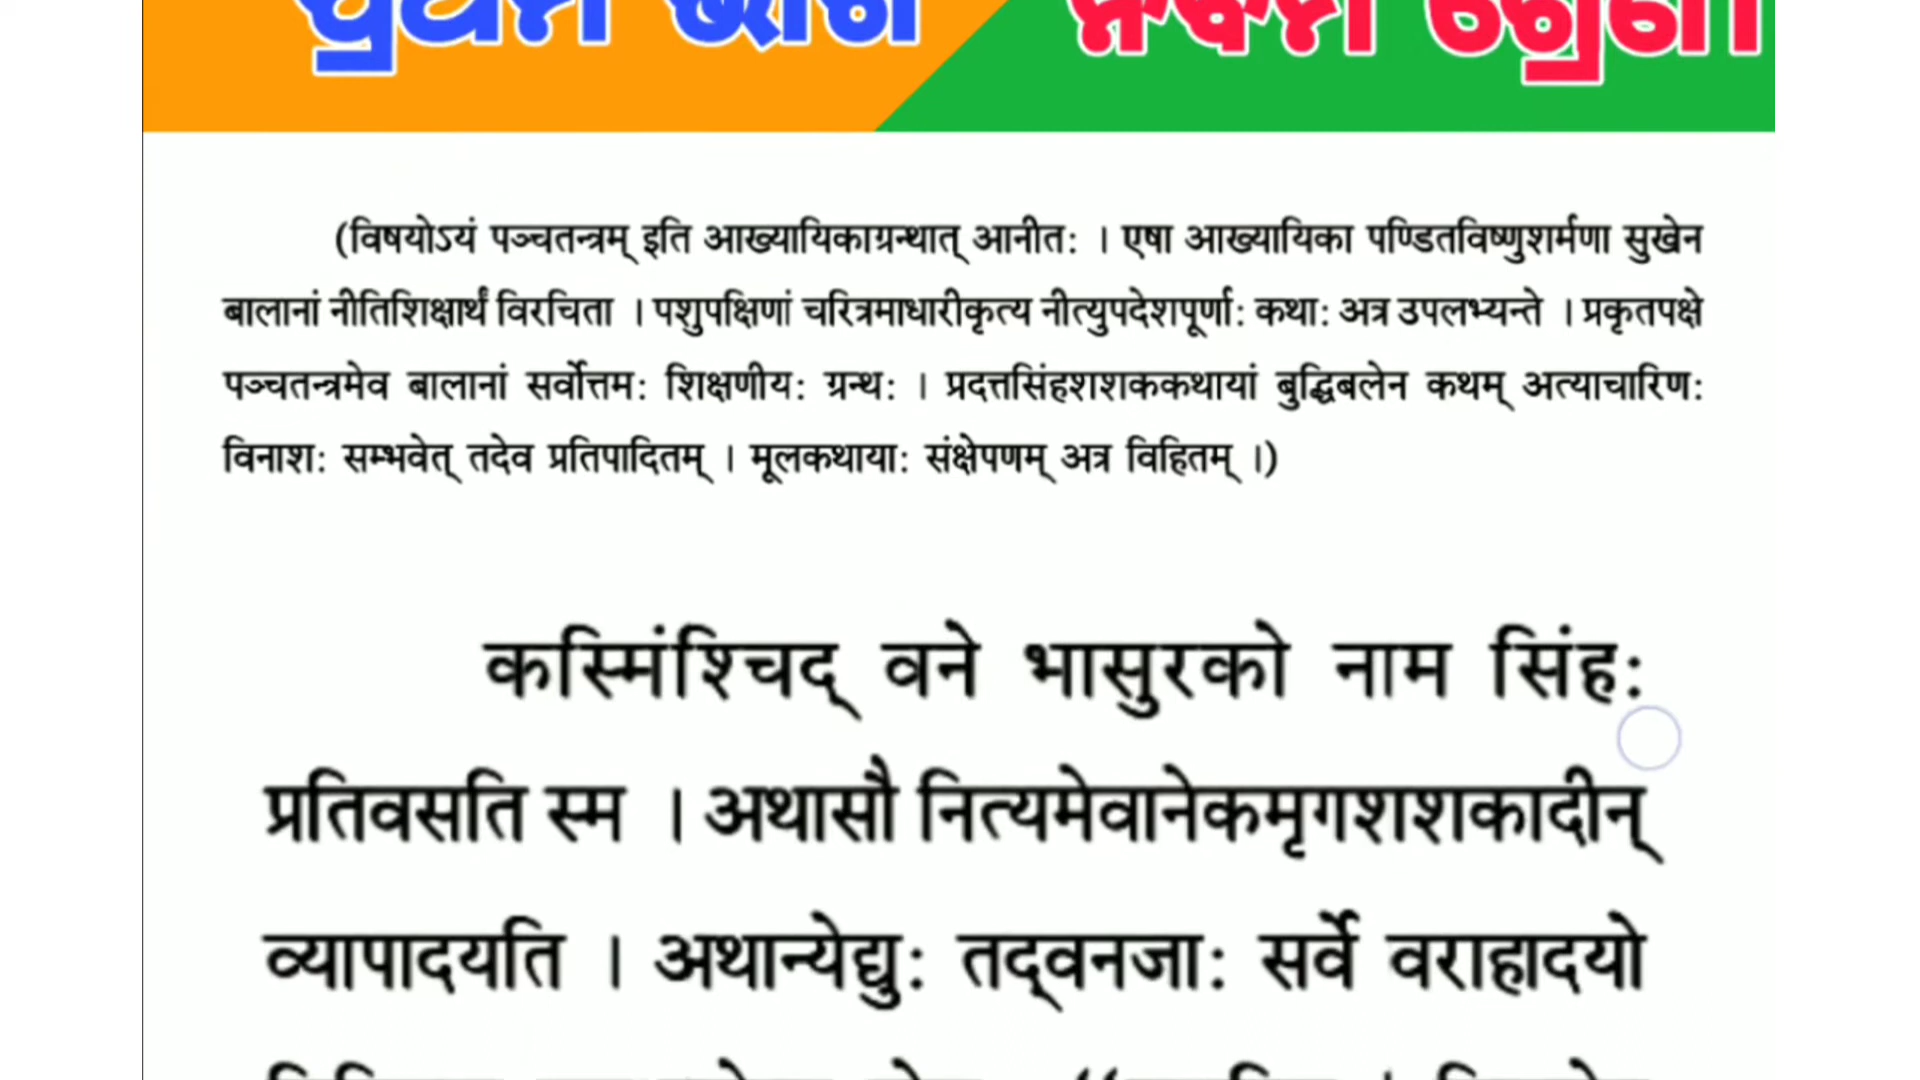 ପ୍ରଥମ ଭାଗ ନବମ ଶ୍ରେଣୀ
(विषयोऽयं पञ्चतन्त्रम् इति आख्यायिकाग्रन्थात् आनीतः । एषा आख्यायिका पण्डितविष्णुशर्मणा सुखेन
बालानां नीतिशिक्षार्थं विरचिता । पशुपक्षिणां चरित्रमाधारीकृत्य नीत्युपदेशपूर्णाः कथाः अत्र उपलभ्यन्ते । प्रकृतपक्षे
पञ्चतन्त्रमेव बालानां सर्वोत्तमः शिक्षणीयः ग्रन्थः । प्रदत्तसिंहशशककथायां बुद्धिबलेन कथम् अत्याचारिणः
विनाशः सम्भवेत् तदेव प्रतिपादितम् । मूलकथायाः संक्षेपणम् अत्र विहितम् ।)
कस्मिंश्चिद् वने भासुरको नाम सिंहः
प्रतिवसति स्म । अथासौ नित्यमेवानेकमृगशशकादीन्
व्यापादयति । अथान्येद्युः तद्वनजाः सर्वे वराहादयो